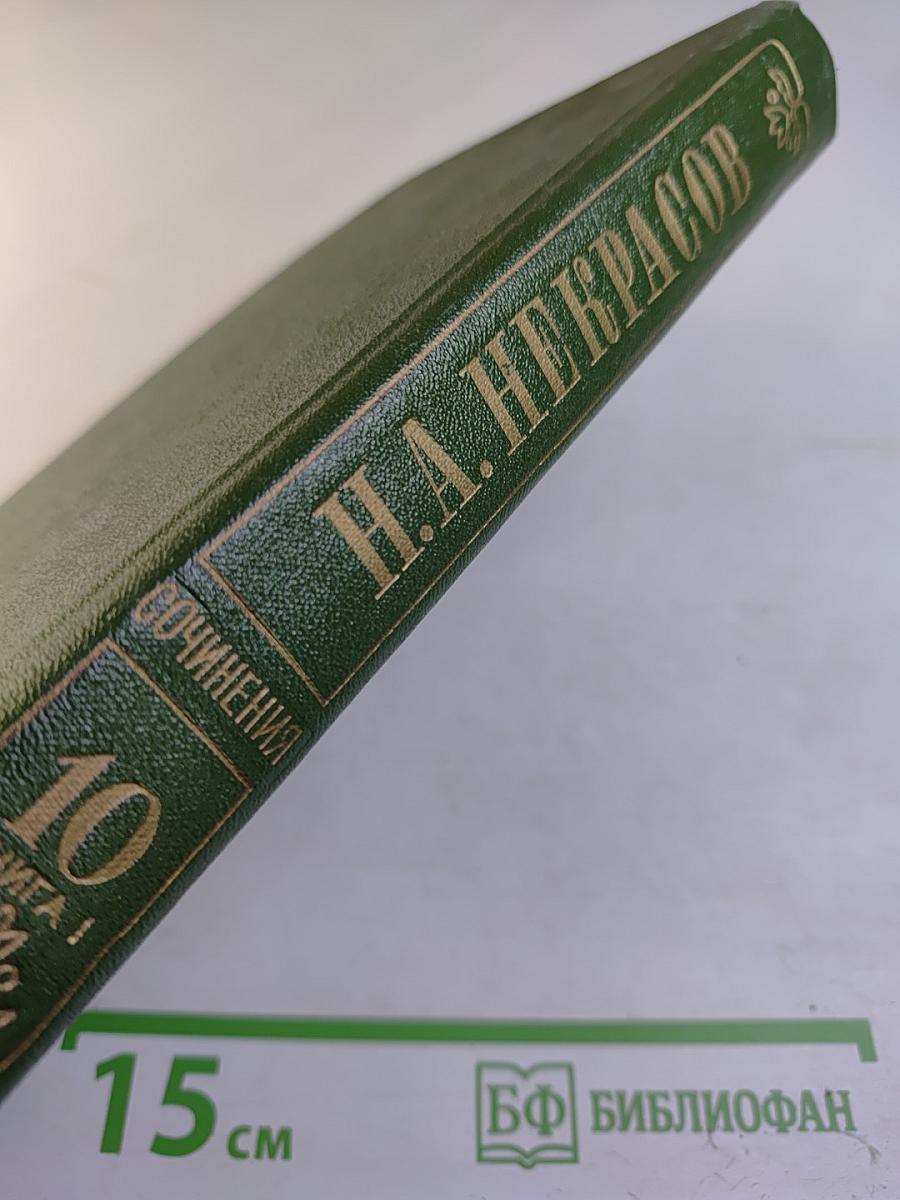 Н.А. НЕКРАСОВ
СОЧИНЕНИЯ
10
15 см
БФ БИБЛИОФАН